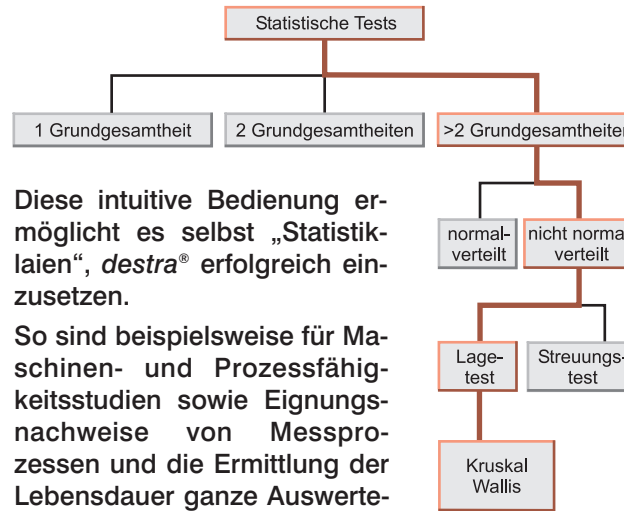 Statistische Tests
1 Grundgesamtheit
2 Grundgesamtheiten
>2 Grundgesamtheiten
normal-
verteilt
nicht normal
verteilt
Lage-
test
Streuungs-
test
Kruskal
Wallis
Diese intuitive Bedienung er-
möglicht es selbst „Statistik-
laien“, destra® erfolgreich ein-
zusetzen.
So sind beispielsweise für Ma-
schinen- und Prozessfähig-
keitsstudien sowie Eignungs-
nachweise von Messpro-
zessen und die Ermittlung der
Lebensdauer ganze Auswerte-